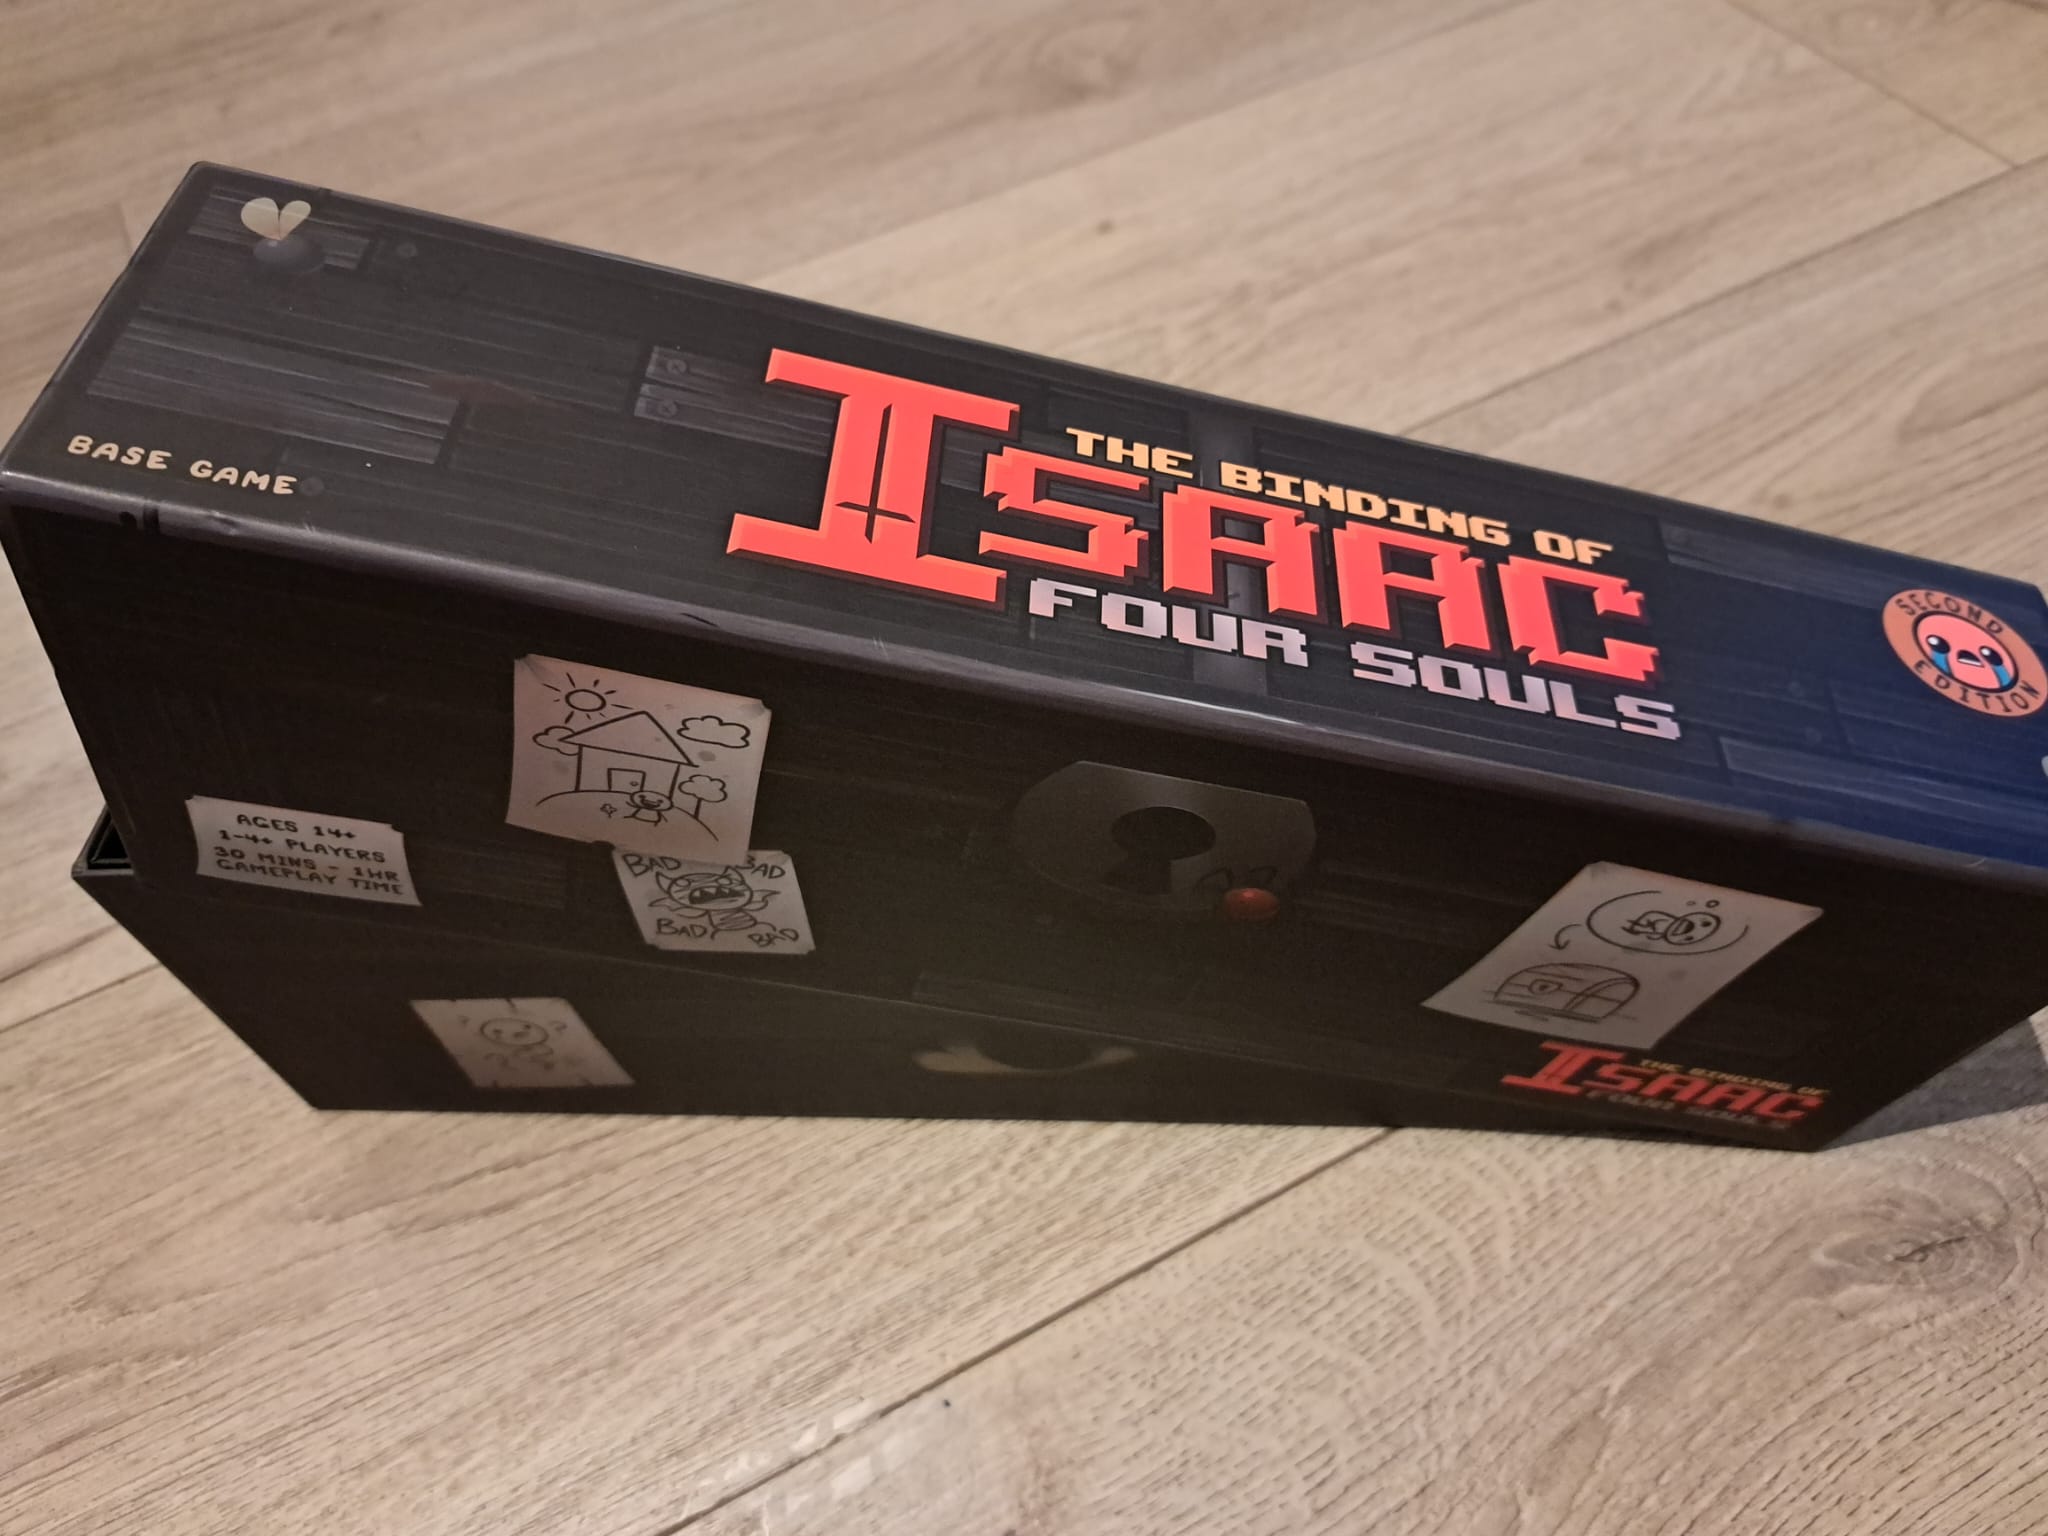 BASE GAME
THE BINDING OF
ISAAC
FOUR SOULS
SECOND
EDITION
AGES 14+
1-4+ PLAYERS
30 MINS - 1HR
GAMEPLAY TIME
BAD BAD
BAD BAD
THE BINDING OF
ISAAC
FOUR SOULS